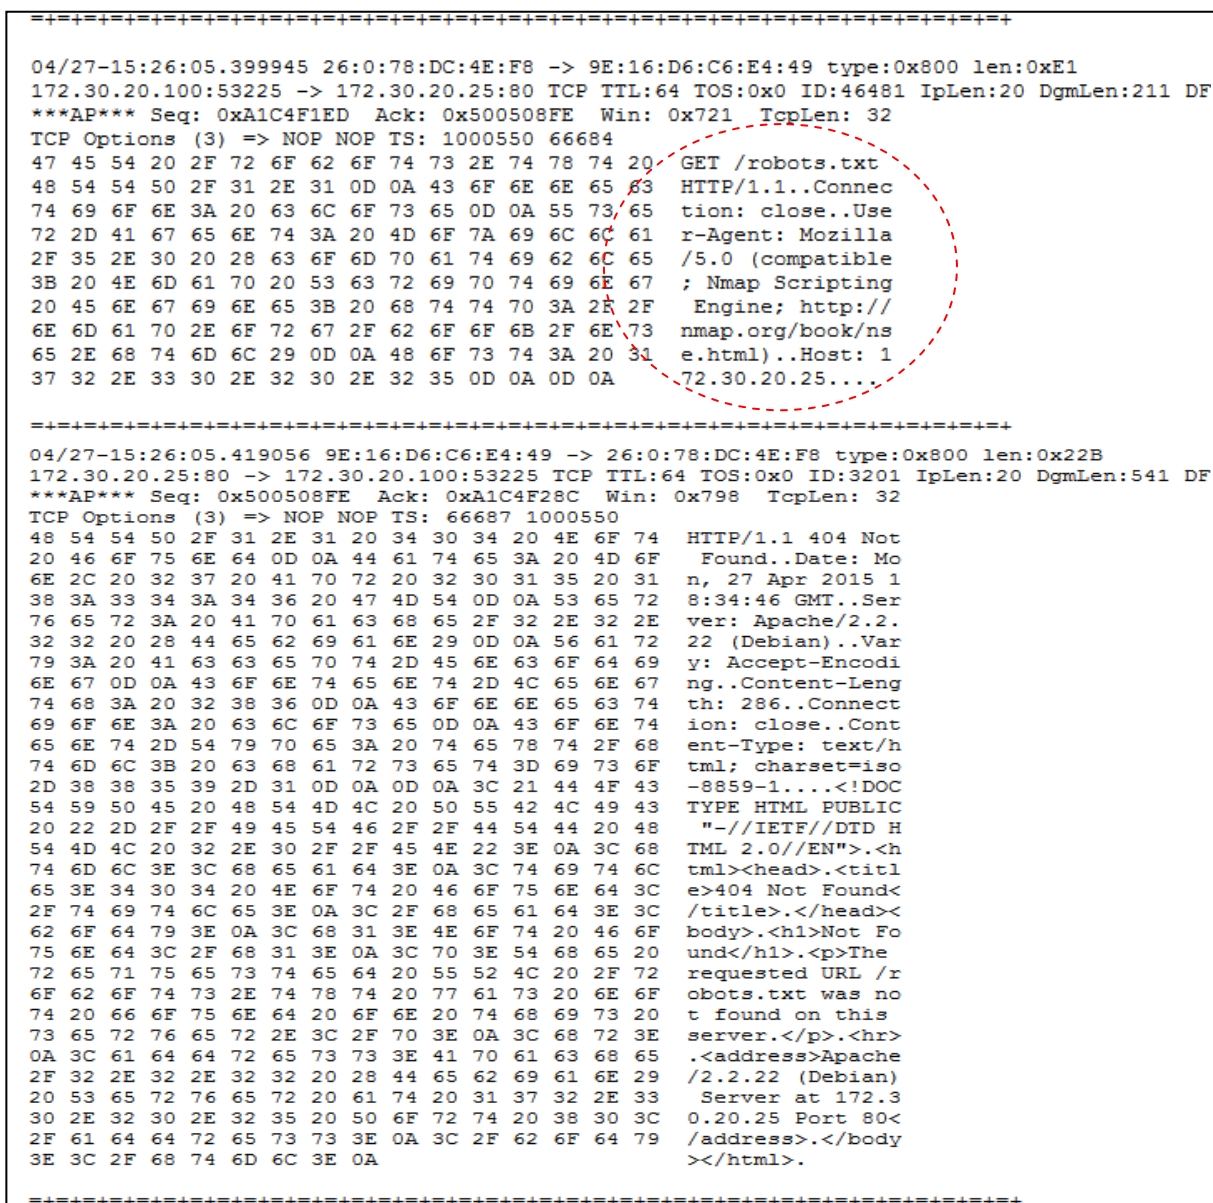 =+=+=+=+=+=+=+=+=+=+=+=+=+=+=+=+=+=+=+=+=+=+=+=+=+=+=+=+=+=+=+=+=+=+=+=+=+
04/27-15:26:05.399945 26:0:78:DC:4E:F8 -> 9E:16:D6:C6:E4:49 type:0x800 len:0xE1
172.30.20.100:53225 -> 172.30.20.25:80 TCP TTL:64 TOS:0x0 ID:46481 IpLen:20 DgmLen:211 DF
***AP*** Seq: 0xA1C4F1ED  Ack: 0x500508FE  Win: 0x721  TcpLen: 32
TCP Options (3) => NOP NOP TS: 1000550 66684
47 45 54 20 2F 72 6F 62 6F 74 73 2E 74 78 74 20  GET /robots.txt
48 54 54 50 2F 31 2E 31 0D 0A 43 6F 6E 6E 65 63  HTTP/1.1..Connec
74 69 6F 6E 3A 20 63 6C 6F 73 65 0D 0A 55 73 65  tion: close..Use
72 2D 41 67 65 6E 74 3A 20 4D 6F 7A 69 6C 6C 61  r-Agent: Mozilla
2F 35 2E 30 20 28 63 6F 6D 70 61 74 69 62 6C 65  /5.0 (compatible
3B 20 4E 6D 61 70 20 53 63 72 69 70 74 69 6E 67  ; Nmap Scripting
20 45 6E 67 69 6E 65 3B 20 68 74 74 70 3A 2F 2F   Engine; http://
6E 6D 61 70 2E 6F 72 67 2F 62 6F 6F 6B 2F 6E 73  nmap.org/book/ns
65 2E 68 74 6D 6C 29 0D 0A 48 6F 73 74 3A 20 31  e.html)..Host: 1
37 32 2E 33 30 2E 32 30 2E 32 35 0D 0A 0D 0A     72.30.20.25....
=+=+=+=+=+=+=+=+=+=+=+=+=+=+=+=+=+=+=+=+=+=+=+=+=+=+=+=+=+=+=+=+=+=+=+=+=+
04/27-15:26:05.419056 9E:16:D6:C6:E4:49 -> 26:0:78:DC:4E:F8 type:0x800 len:0x22B
172.30.20.25:80 -> 172.30.20.100:53225 TCP TTL:64 TOS:0x0 ID:3201 IpLen:20 DgmLen:541 DF
***AP*** Seq: 0x500508FE  Ack: 0xA1C4F28C  Win: 0x798  TcpLen: 32
TCP Options (3) => NOP NOP TS: 66687 1000550
48 54 54 50 2F 31 2E 31 20 34 30 34 20 4E 6F 74  HTTP/1.1 404 Not
20 46 6F 75 6E 64 0D 0A 44 61 74 65 3A 20 4D 6F   Found..Date: Mo
6E 2C 20 32 37 20 41 70 72 20 32 30 31 35 20 31  n, 27 Apr 2015 1
38 3A 33 34 3A 34 36 20 47 4D 54 0D 0A 53 65 72  8:34:46 GMT..Ser
76 65 72 3A 20 41 70 61 63 68 65 2F 32 2E 32 2E  ver: Apache/2.2.
32 32 20 28 44 65 62 69 61 6E 29 0D 0A 56 61 72  22 (Debian)..Var
79 3A 20 41 63 63 65 70 74 2D 45 6E 63 6F 64 69  y: Accept-Encodi
6E 67 0D 0A 43 6F 6E 74 65 6E 74 2D 4C 65 6E 67  ng..Content-Leng
74 68 3A 20 32 38 36 0D 0A 43 6F 6E 6E 65 63 74  th: 286..Connect
69 6F 6E 3A 20 63 6C 6F 73 65 0D 0A 43 6F 6E 74  ion: close..Cont
65 6E 74 2D 54 79 70 65 3A 20 74 65 78 74 2F 68  ent-Type: text/h
74 6D 6C 3B 20 63 68 61 72 73 65 74 3D 69 73 6F  tml; charset=iso
2D 38 38 35 39 2D 31 0D 0A 0D 0A 3C 21 44 4F 43  -8859-1....<!DOC
54 59 50 45 20 48 54 4D 4C 20 50 55 42 4C 49 43  TYPE HTML PUBLIC
20 22 2D 2F 2F 49 45 54 46 2F 2F 44 54 44 20 48   "-//IETF//DTD H
54 4D 4C 20 32 2E 30 2F 2F 45 4E 22 3E 0A 3C 68  TML 2.0//EN">.<h
74 6D 6C 3E 3C 68 65 61 64 3E 0A 3C 74 69 74 6C  tml><head>.<titl
65 3E 34 30 34 20 4E 6F 74 20 46 6F 75 6E 64 3C  e>404 Not Found<
2F 74 69 74 6C 65 3E 0A 3C 2F 68 65 61 64 3E 3C  /title>.</head><
62 6F 64 79 3E 0A 3C 68 31 3E 4E 6F 74 20 46 6F  body>.<h1>Not Fo
75 6E 64 3C 2F 68 31 3E 0A 3C 70 3E 54 68 65 20  und</h1>.<p>The
72 65 71 75 65 73 74 65 64 20 55 52 4C 20 2F 72  requested URL /r
6F 62 6F 74 73 2E 74 78 74 20 77 61 73 20 6E 6F  obots.txt was no
74 20 66 6F 75 6E 64 20 6F 6E 20 74 68 69 73 20  t found on this
73 65 72 76 65 72 2E 3C 2F 70 3E 0A 3C 68 72 3E  server.</p>.<hr>
0A 3C 61 64 64 72 65 73 73 3E 41 70 61 63 68 65  .<address>Apache
2F 32 2E 32 2E 32 32 20 28 44 65 62 69 61 6E 29  /2.2.22 (Debian)
20 53 65 72 76 65 72 20 61 74 20 31 37 32 2E 33   Server at 172.3
30 2E 32 30 2E 32 35 20 50 6F 72 74 20 38 30 3C  0.20.25 Port 80<
2F 61 64 64 72 65 73 73 3E 0A 3C 2F 62 6F 64 79  /address>.</body
3E 3C 2F 68 74 6D 6C 3E 0A                       ></html>.
=+=+=+=+=+=+=+=+=+=+=+=+=+=+=+=+=+=+=+=+=+=+=+=+=+=+=+=+=+=+=+=+=+=+=+=+=+